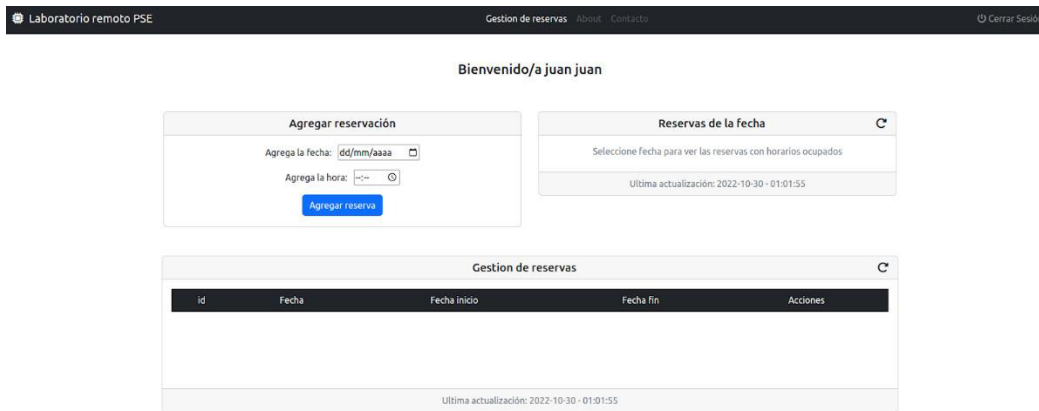 Laboratorio remoto PSE
Gestion de reservas About Contacto
Cerrar Sesió
Bienvenido/a juan juan
Agregar reservación
Agrega la fecha: dd/mm/aaaa
Agrega la hora: --:--
Agregar reserva
Reservas de la fecha
Seleccione fecha para ver las reservas con horarios ocupados
Ultima actualización: 2022-10-30 - 01:01:55
Gestion de reservas
id Fecha Fecha inicio Fecha fin Acciones
Ultima actualización: 2022-10-30 - 01:01:55